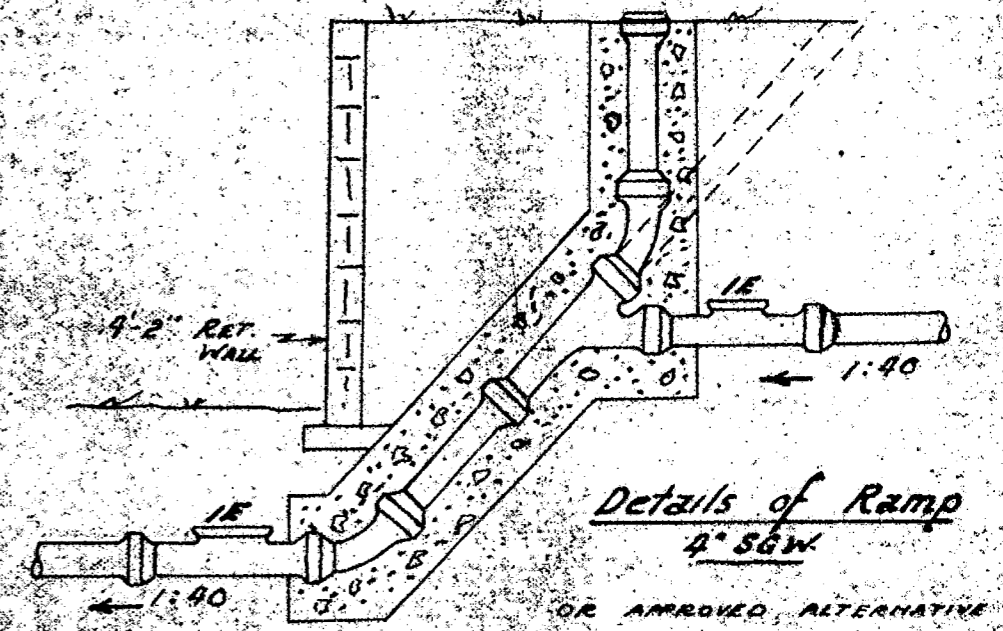 IE
4'-2" RET.
WALL
1:40
IE
1:40
Details of Ramp
4" SGW.
OR APPROVED ALTERNATIVE